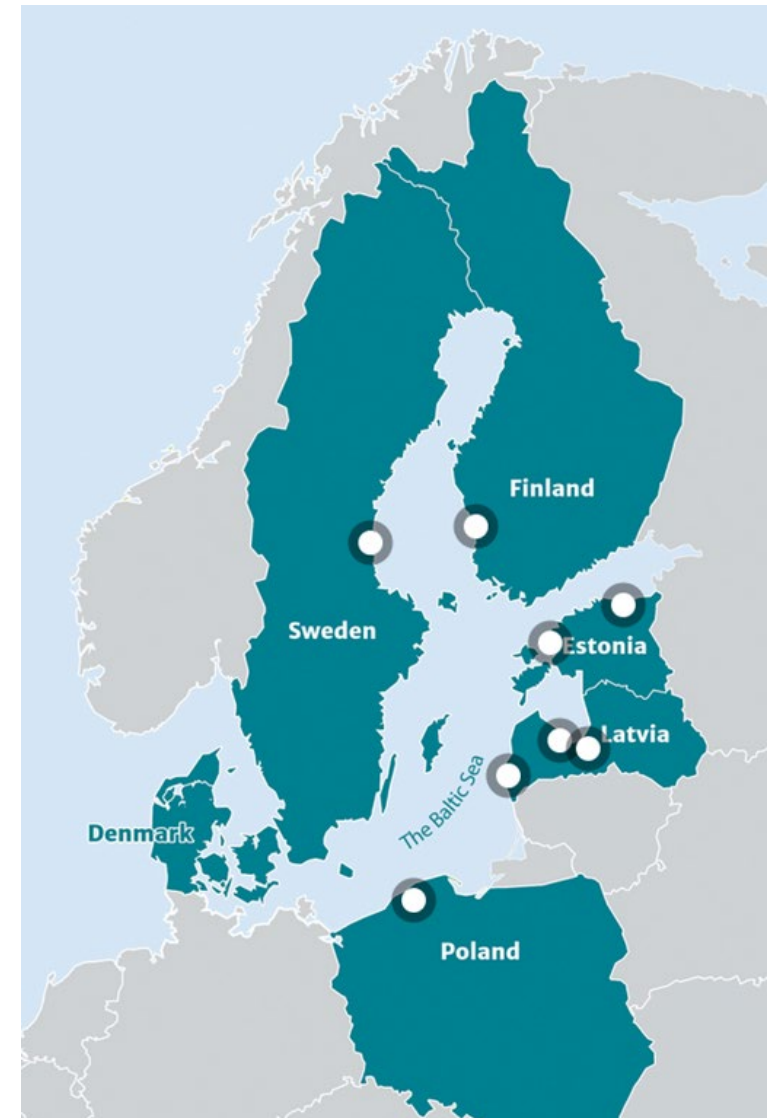 Finland
Sweden
Estonia
Latvia
The Baltic Sea
Denmark
Poland